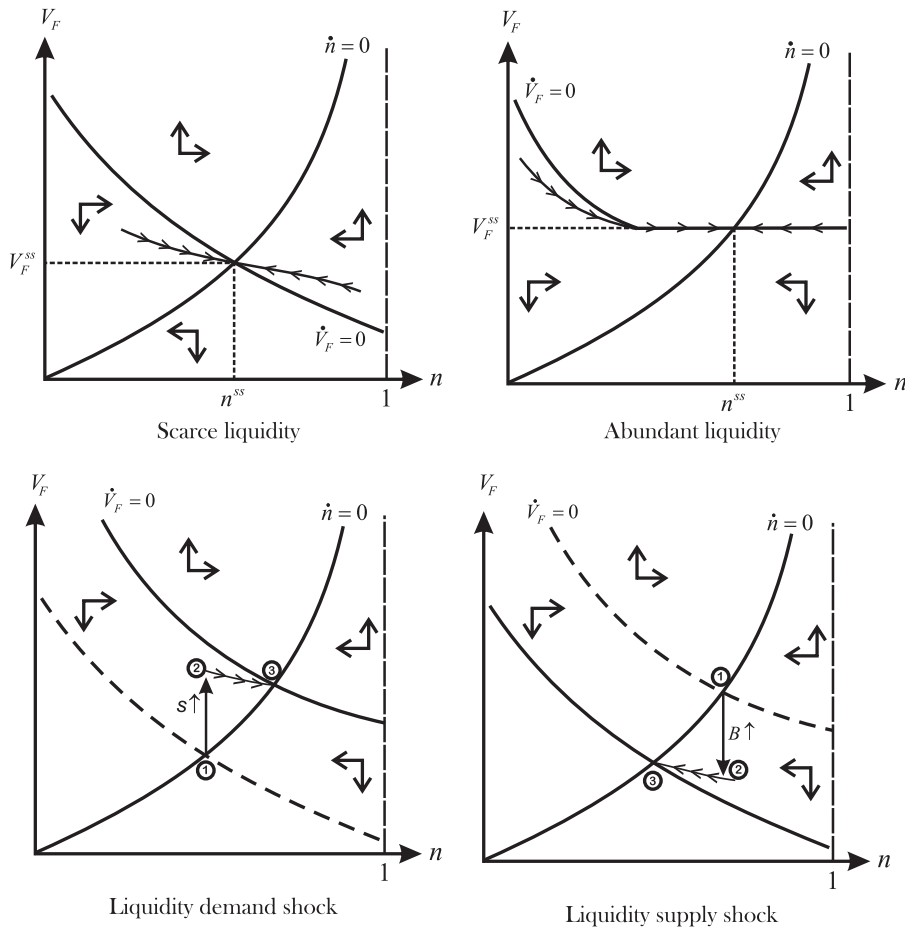 V_F
ṅ = 0
V_F^{ss}
V̇_F = 0
n^{ss}
1
n
Scarce liquidity
V_F
ṅ = 0
V̇_F = 0
V_F^{ss}
n^{ss}
1
n
Abundant liquidity
V_F
V̇_F = 0
ṅ = 0
2
3
s↑
1
n
1
Liquidity demand shock
V_F
V̇_F = 0
ṅ = 0
1
B↑
2
3
n
1
Liquidity supply shock